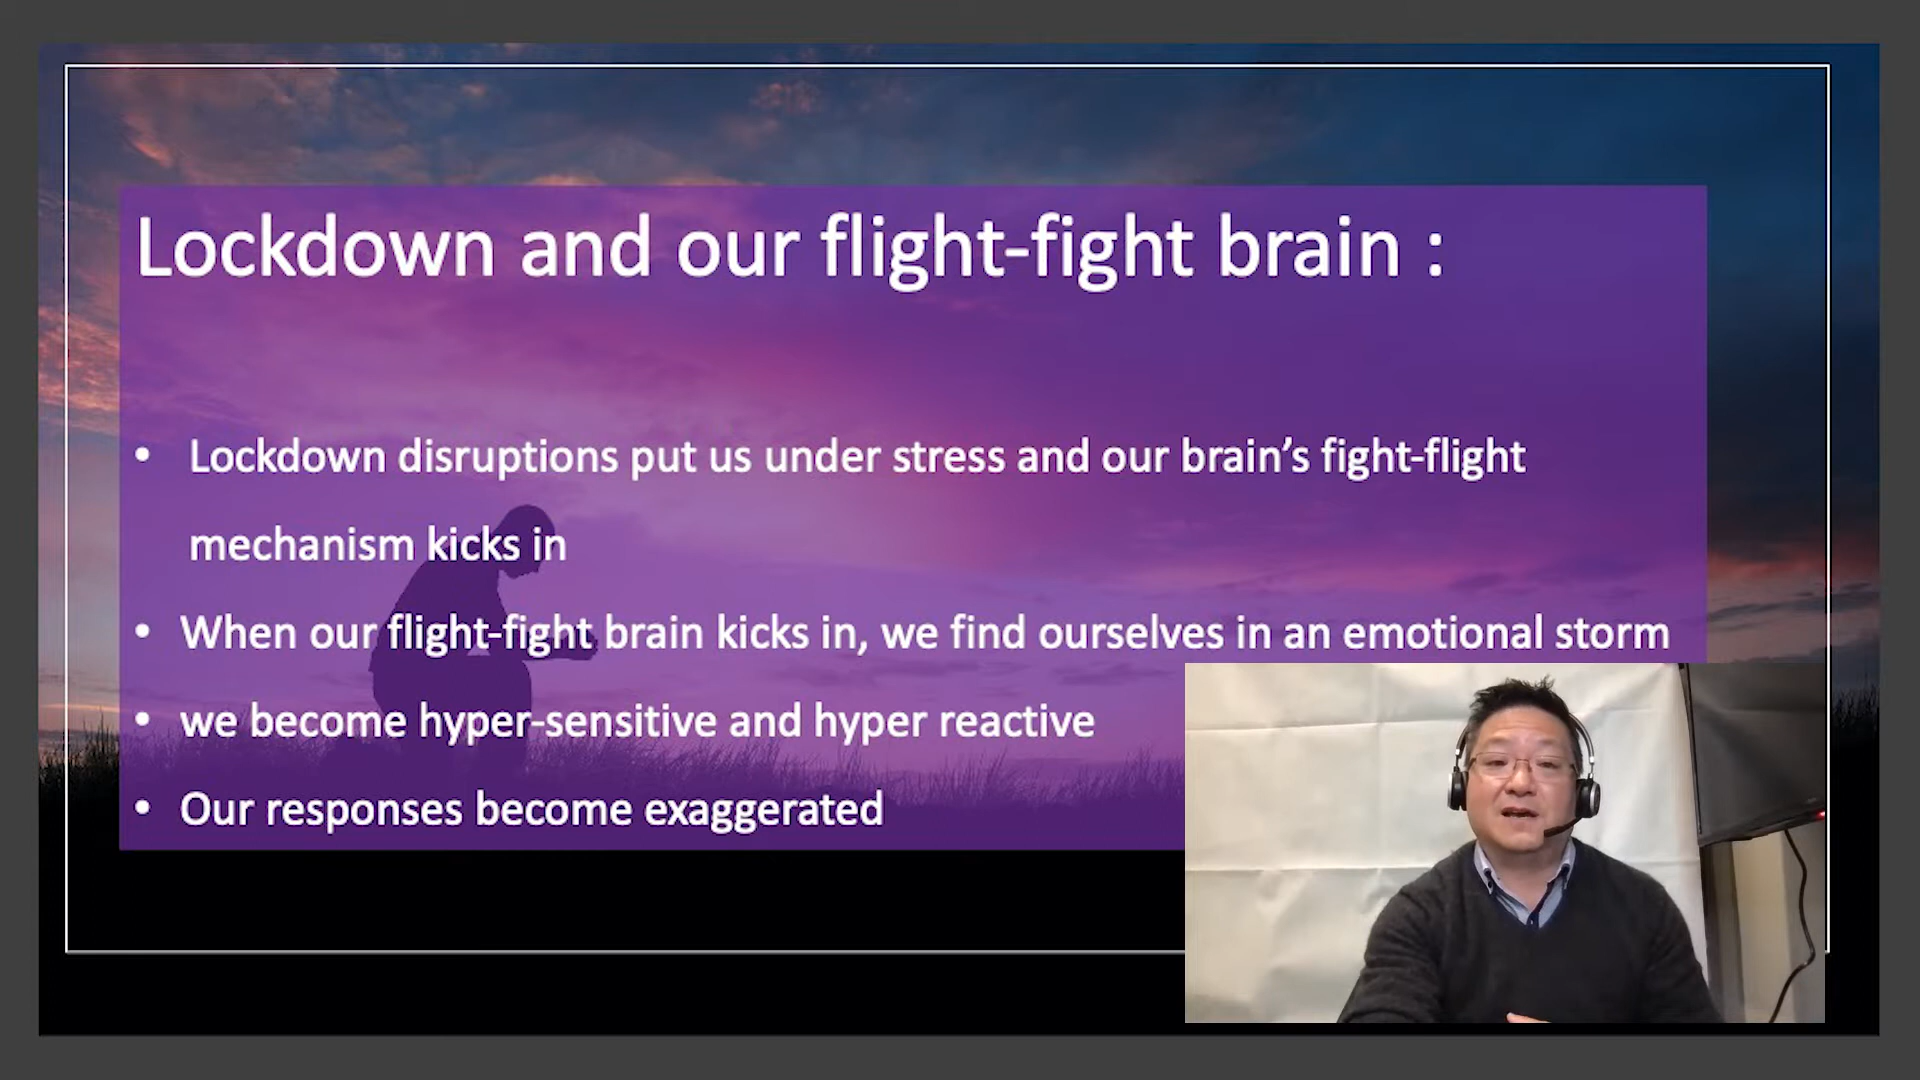 Lockdown and our flight-fight brain :
• Lockdown disruptions put us under stress and our brain’s fight-flight
mechanism kicks in
• When our flight-fight brain kicks in, we find ourselves in an emotional storm
• we become hyper-sensitive and hyper reactive
• Our responses become exaggerated